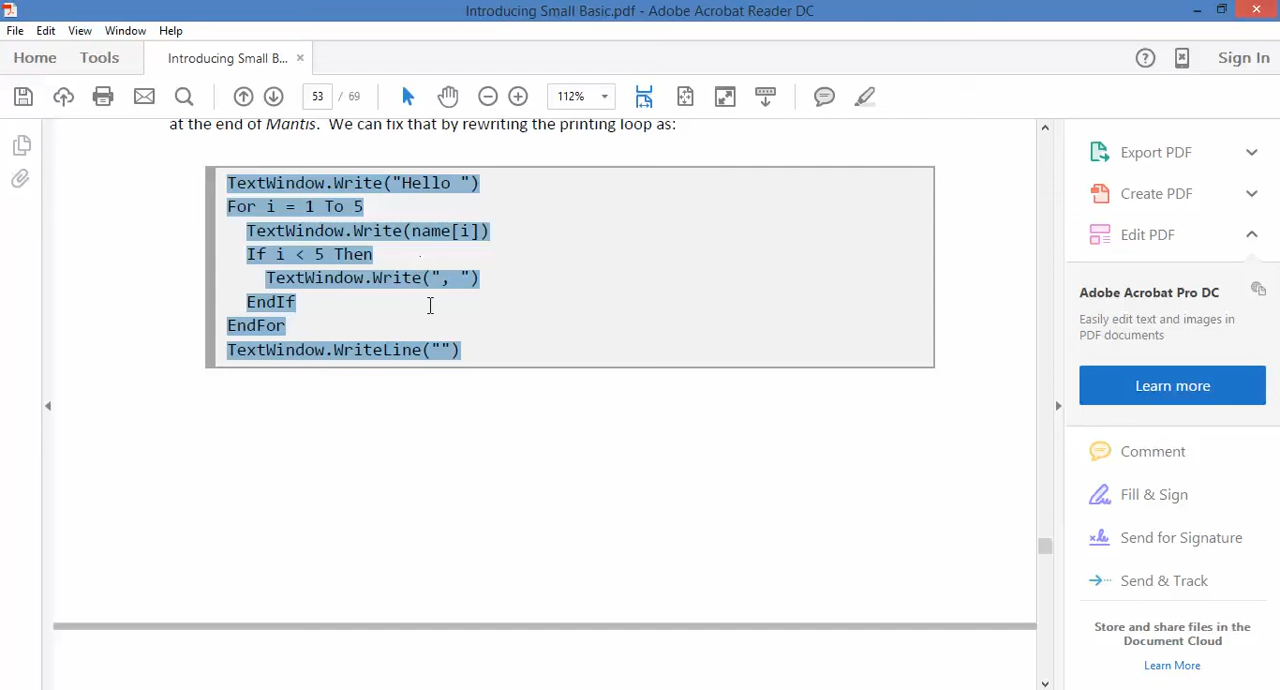 Introducing Small Basic.pdf - Adobe Acrobat Reader DC
File Edit View Window Help
Home Tools Introducing Small B... × Sign In
53 / 69 112%
at the end of Mantis. We can fix that by rewriting the printing loop as:
TextWindow.Write("Hello ")
For i = 1 To 5
TextWindow.Write(name[i])
If i < 5 Then
TextWindow.Write(", ")
EndIf
EndFor
TextWindow.WriteLine("")
Export PDF
Create PDF
Edit PDF
Adobe Acrobat Pro DC
Easily edit text and images in
PDF documents
Learn more
Comment
Fill & Sign
Send for Signature
Send & Track
Store and share files in the
Document Cloud
Learn More